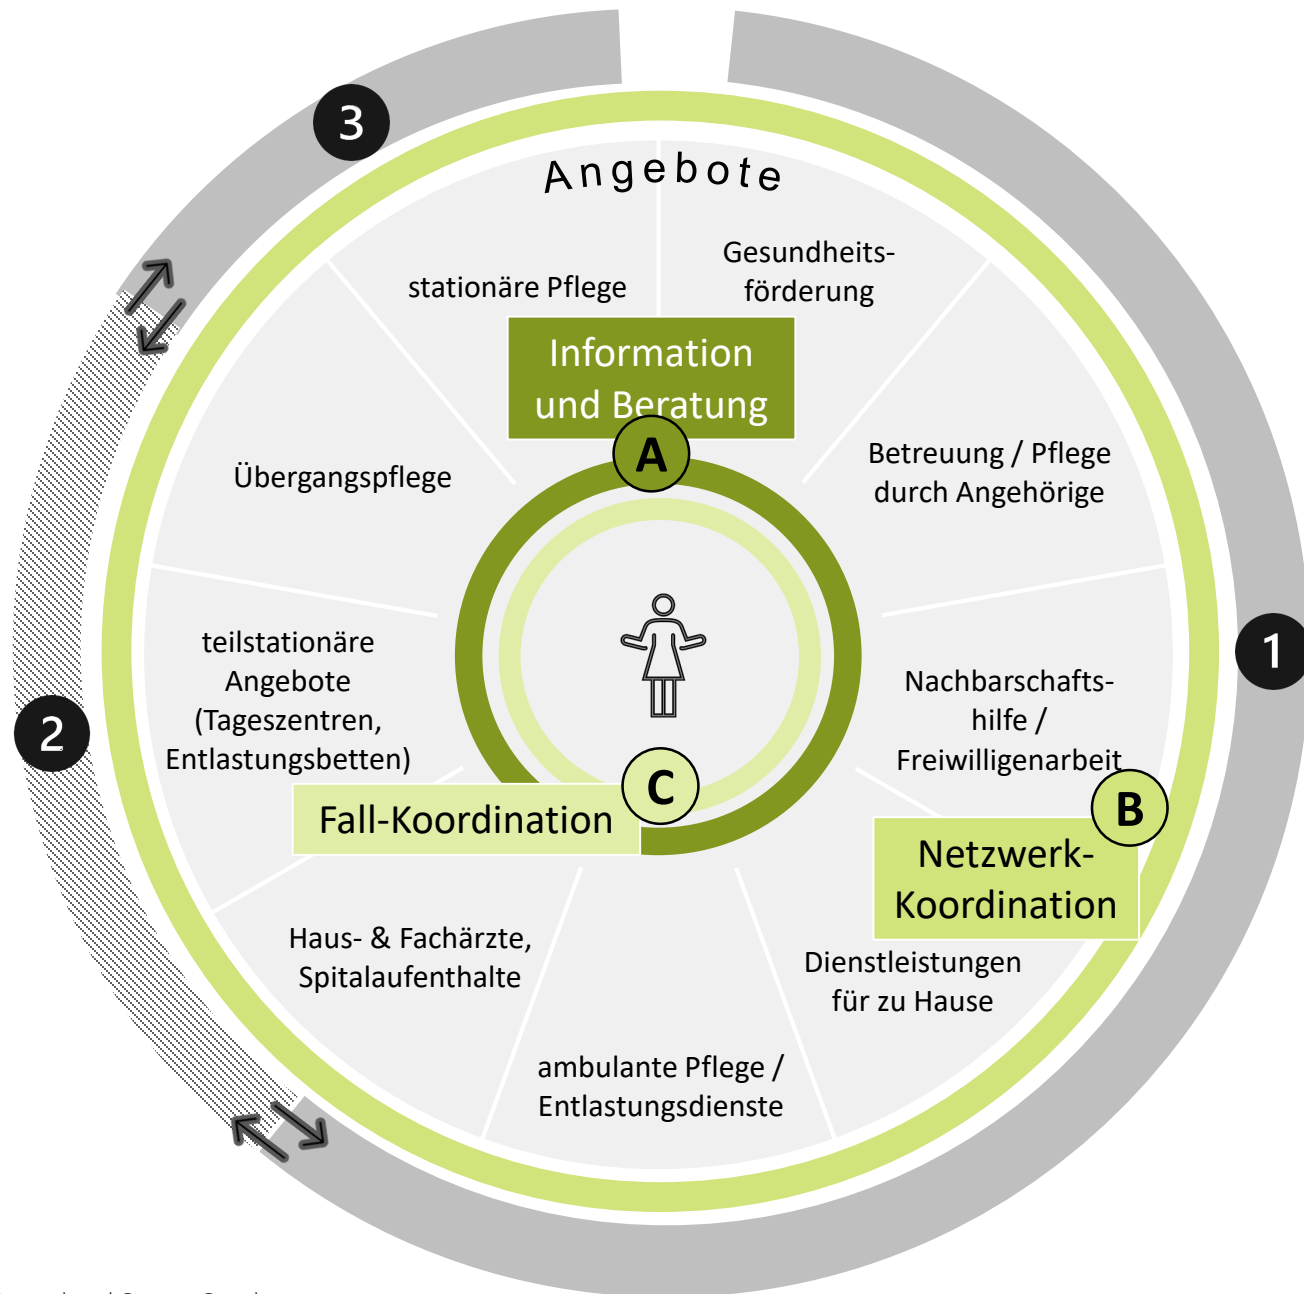 3
Angebote
Gesundheits-
förderung
stationäre Pflege
Information
und Beratung
A
Betreuung / Pflege
durch Angehörige
Übergangspflege
1
teilstationäre
Angebote
(Tageszentren,
Entlastungsbetten)
2
Nachbarschafts-
hilfe /
Freiwilligenarbeit
C
Fall-Koordination
B
Netzwerk-
Koordination
Haus- & Fachärzte,
Spitalaufenthalte
Dienstleistungen
für zu Hause
ambulante Pflege /
Entlastungsdienste